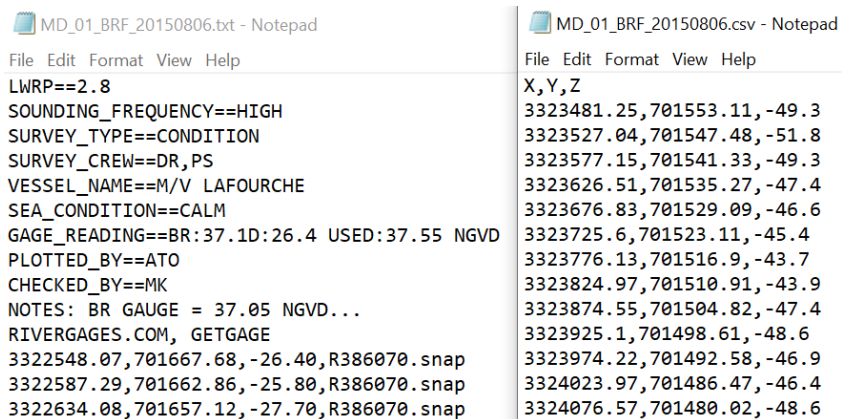 MD_01_BRF_20150806.txt - Notepad
File Edit Format View Help
LWRP==2.8
SOUNDING_FREQUENCY==HIGH
SURVEY_TYPE==CONDITION
SURVEY_CREW==DR,PS
VESSEL_NAME==M/V LAFOURCHE
SEA_CONDITION==CALM
GAGE_READING==BR:37.1D:26.4 USED:37.55 NGVD
PLOTTED_BY==ATO
CHECKED_BY==MK
NOTES: BR GAUGE = 37.05 NGVD...
RIVERGAGES.COM, GETGAGE
3322548.07,701667.68,-26.40,R386070.snap
3322587.29,701662.86,-25.80,R386070.snap
3322634.08,701657.12,-27.70,R386070.snap
MD_01_BRF_20150806.csv - Notepad
File Edit Format View Help
X,Y,Z
3323481.25,701553.11,-49.3
3323527.04,701547.48,-51.8
3323577.15,701541.33,-49.3
3323626.51,701535.27,-47.4
3323676.83,701529.09,-46.6
3323725.6,701523.11,-45.4
3323776.13,701516.9,-43.7
3323824.97,701510.91,-43.9
3323874.55,701504.82,-47.4
3323925.1,701498.61,-48.6
3323974.22,701492.58,-46.9
3324023.97,701486.47,-46.4
3324076.57,701480.02,-48.6